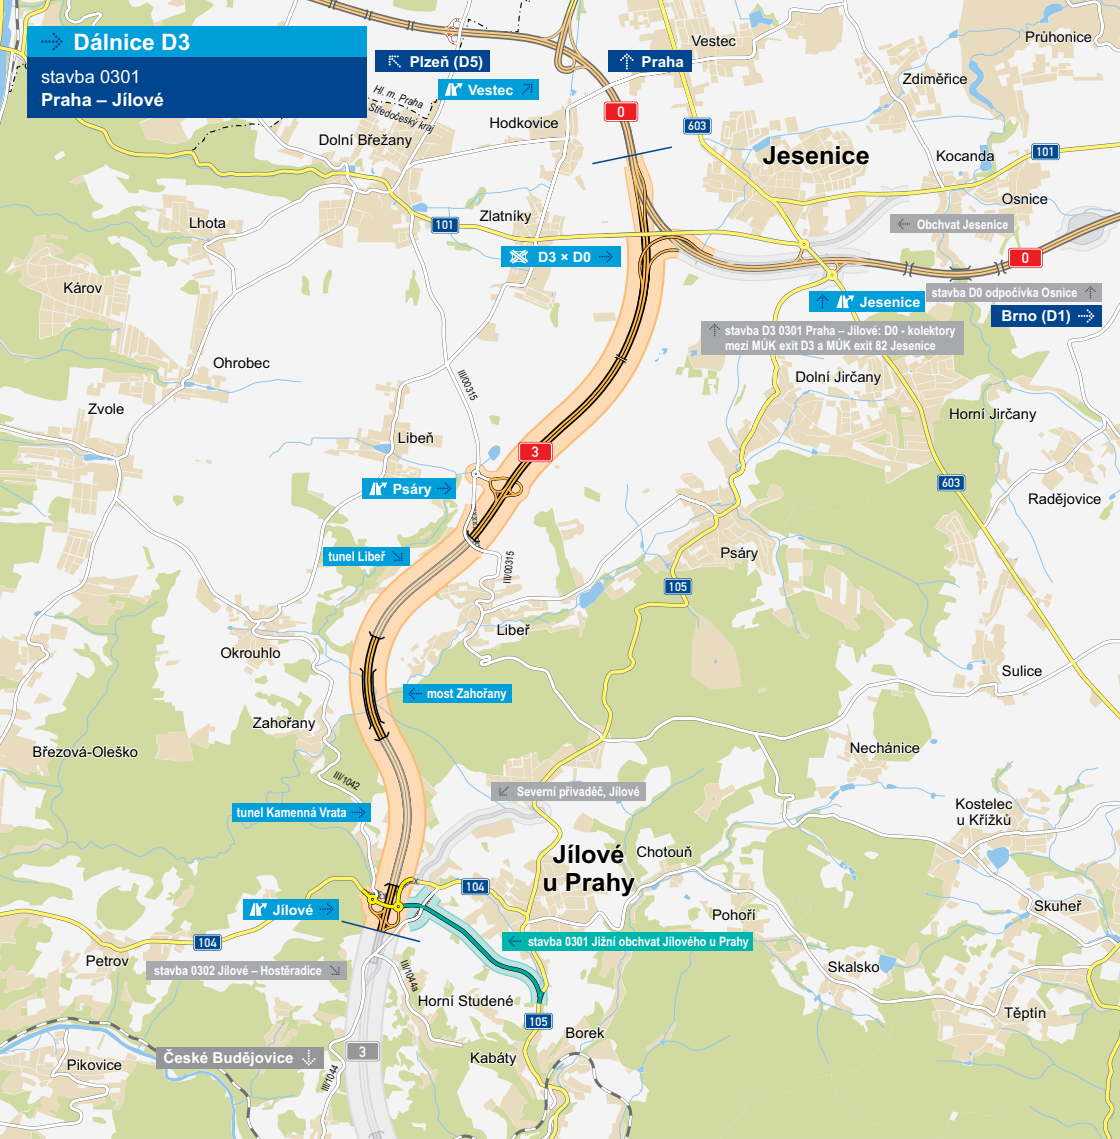 Dálnice D3
stavba 0301
Praha – Jílové
Plzeň (D5)
Vestec
Praha
Vestec
Průhonice
Zdiměřice
Hl. m. Praha
Středočeský kraj
Hodkovice
0
603
Dolní Břežany
Jesenice
Kocanda
101
Osnice
Lhota
101
Zlatníky
Obchvat Jesenice
D3 × D0
0
Károv
Jesenice
stavba D0 odpočívka Osnice
Brno (D1)
stavba D3 0301 Praha – Jílové: D0 - kolektory
mezi MÚK exit D3 a MÚK exit 82 Jesenice
Ohrobec
III/00315
Dolní Jirčany
Zvole
Horní Jirčany
Libeň
3
Psáry
603
Radějovice
tunel Libeř
III/00315
Psáry
105
Libeř
Okrouhlo
Sulice
most Zahořany
Zahořany
Březová-Oleško
Nechánice
III/1042
Severní přivaděč, Jílové
tunel Kamenná Vrata
Kostelec
u Křížků
Jílové
u Prahy
Chotouň
104
Jílové
Pohoří
Skuheř
104
stavba 0301 Jižní obchvat Jílového u Prahy
Petrov
stavba 0302 Jílové – Hostěradice
Skalsko
III/1044a
Horní Studené
Těptín
105
Borek
České Budějovice
3
Kabáty
Pikovice
III/1044